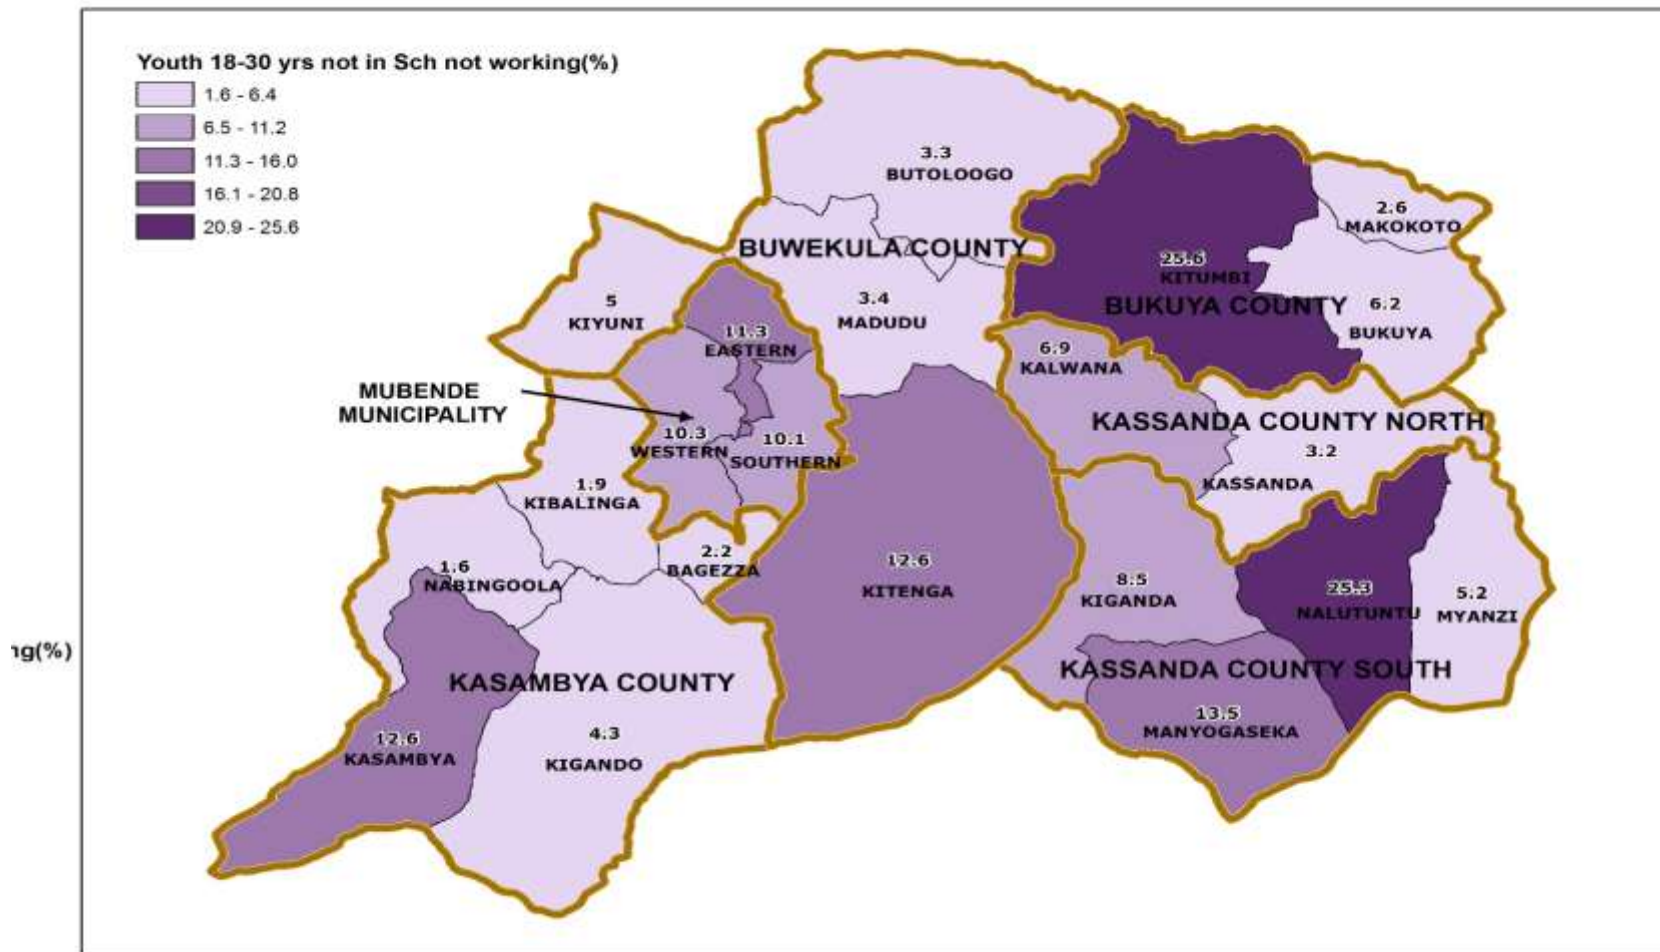 Youth 18-30 yrs not in Sch not working(%)
1.6 - 6.4
6.5 - 11.2
11.3 - 16.0
16.1 - 20.8
20.9 - 25.6
3.3
BUTOLOOGO
2.6
MAKOKOTO
BUWEKULA COUNTY
25.6
KITUMBI
BUKUYA COUNTY
6.2
BUKUYA
5
KIYUNI
3.4
MADUDU
11.3
EASTERN
6.9
KALWANA
MUBENDE
MUNICIPALITY
10.3
WESTERN
10.1
SOUTHERN
KASSANDA COUNTY NORTH
3.2
KASSANDA
1.9
KIBALINGA
2.2
BAGEZZA
1.6
NABINGOOLA
12.6
KITENGA
8.5
KIGANDA
25.3
NALUTUNTU
5.2
MYANZI
ng(%)
KASAMBYA COUNTY
KASSANDA COUNTY SOUTH
13.5
MANYOGASEKA
12.6
KASAMBYA
4.3
KIGANDO